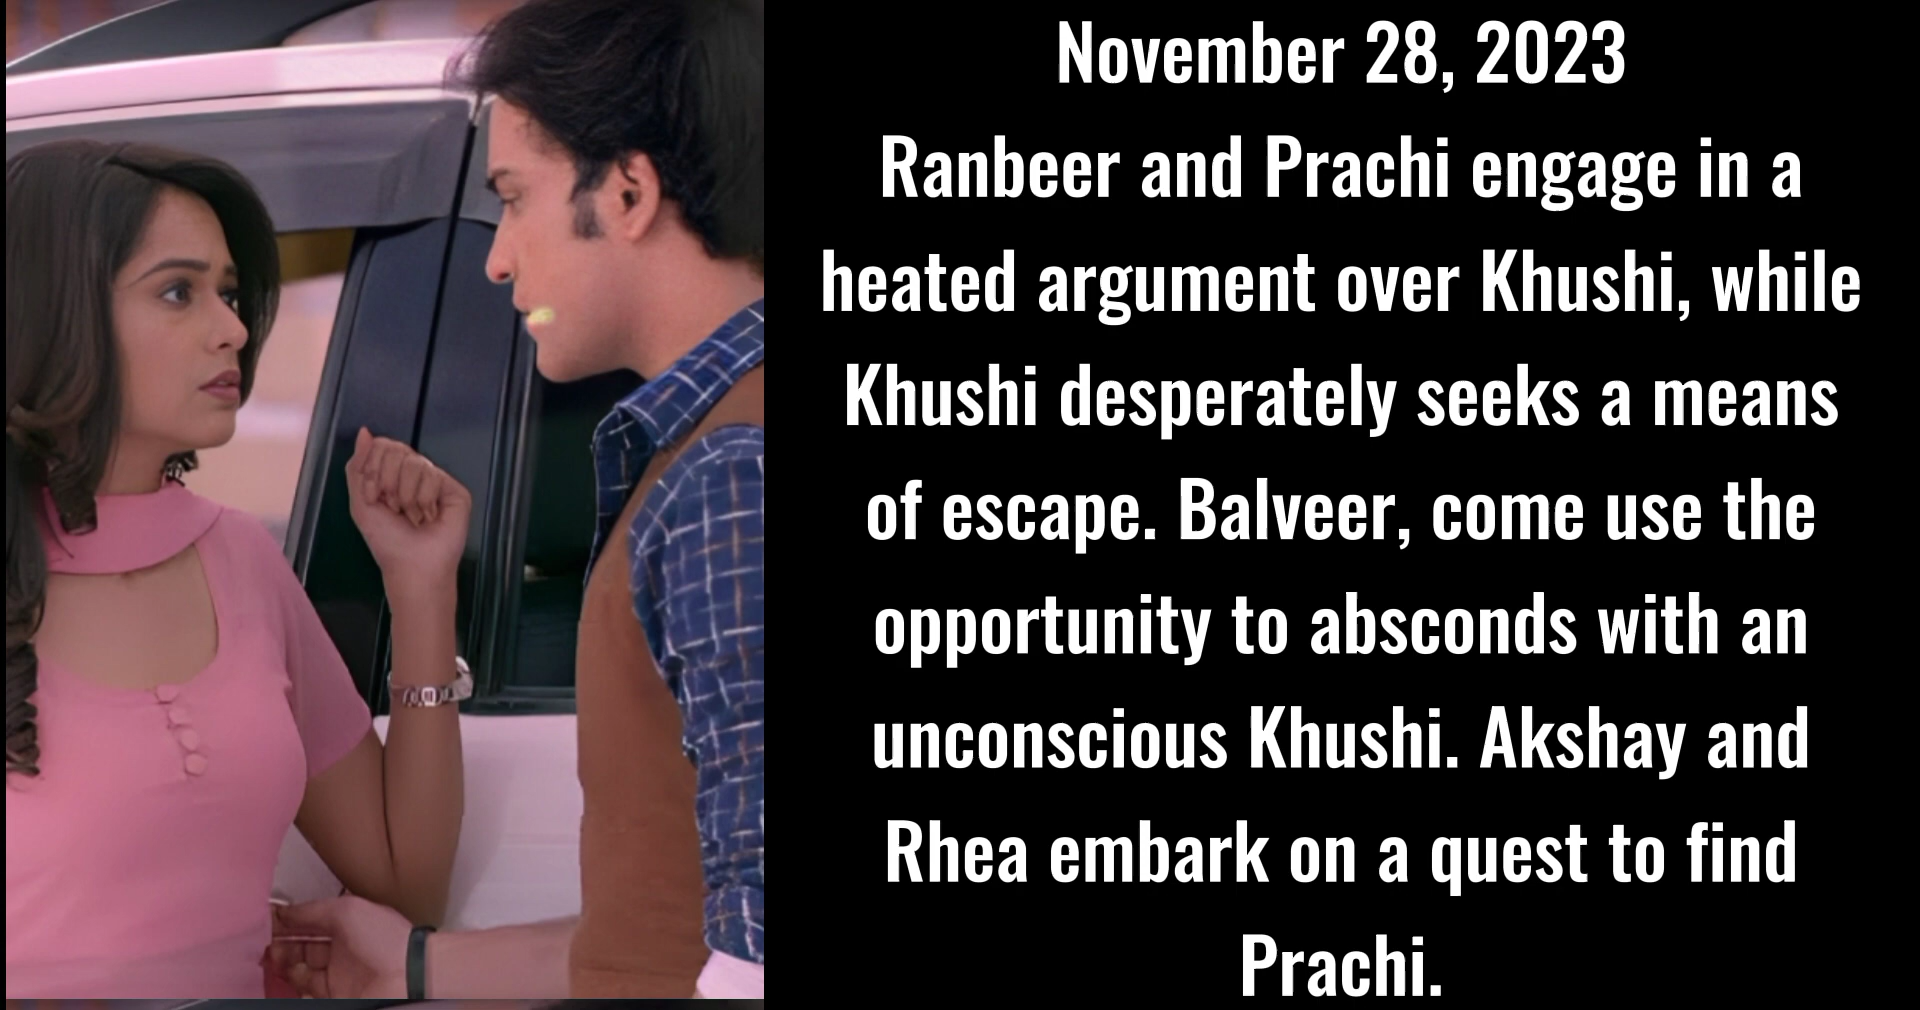 November 28, 2023
Ranbeer and Prachi engage in a
heated argument over Khushi, while
Khushi desperately seeks a means
of escape. Balveer, come use the
opportunity to absconds with an
unconscious Khushi. Akshay and
Rhea embark on a quest to find
Prachi.